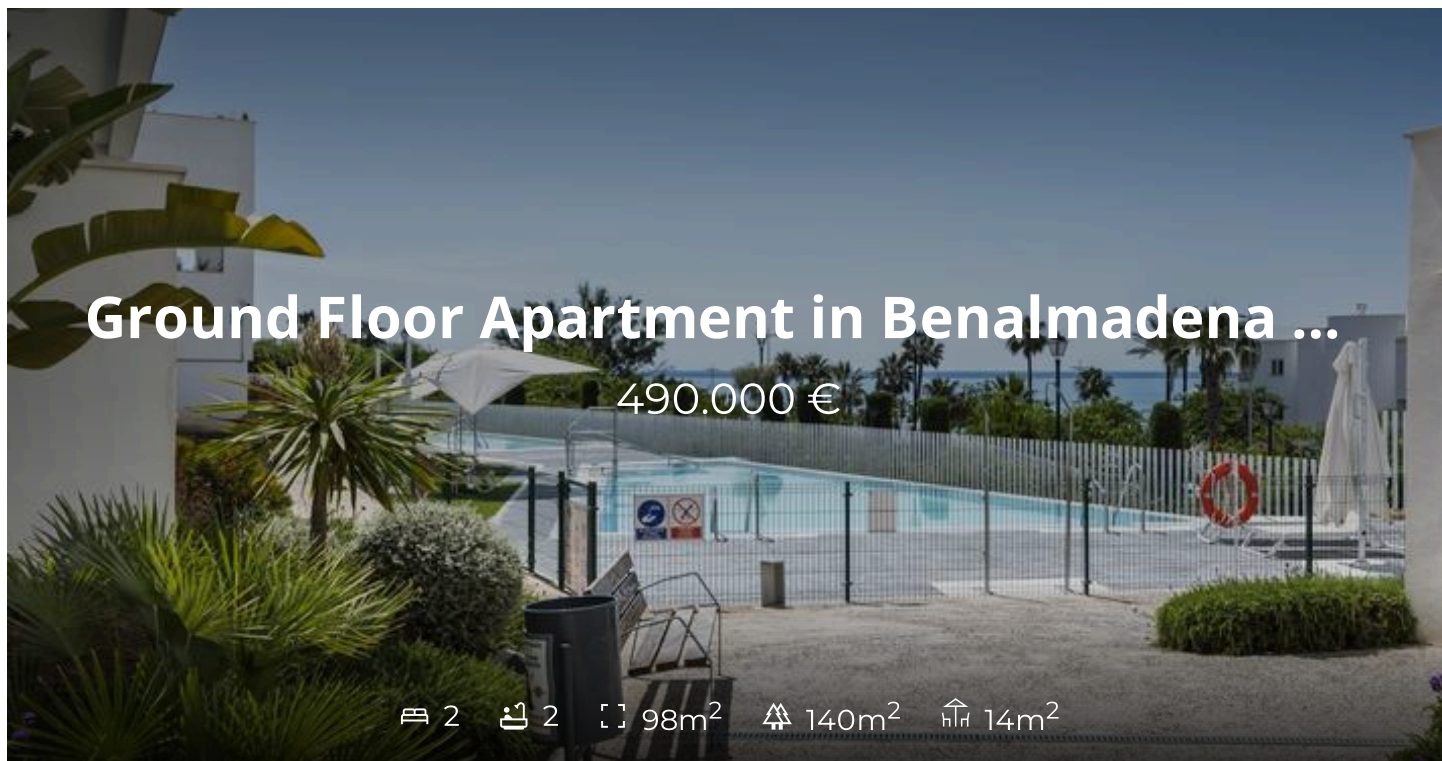 Ground Floor Apartment in Benalmadena ...
490.000 €
2 2 98m² 140m² 14m²